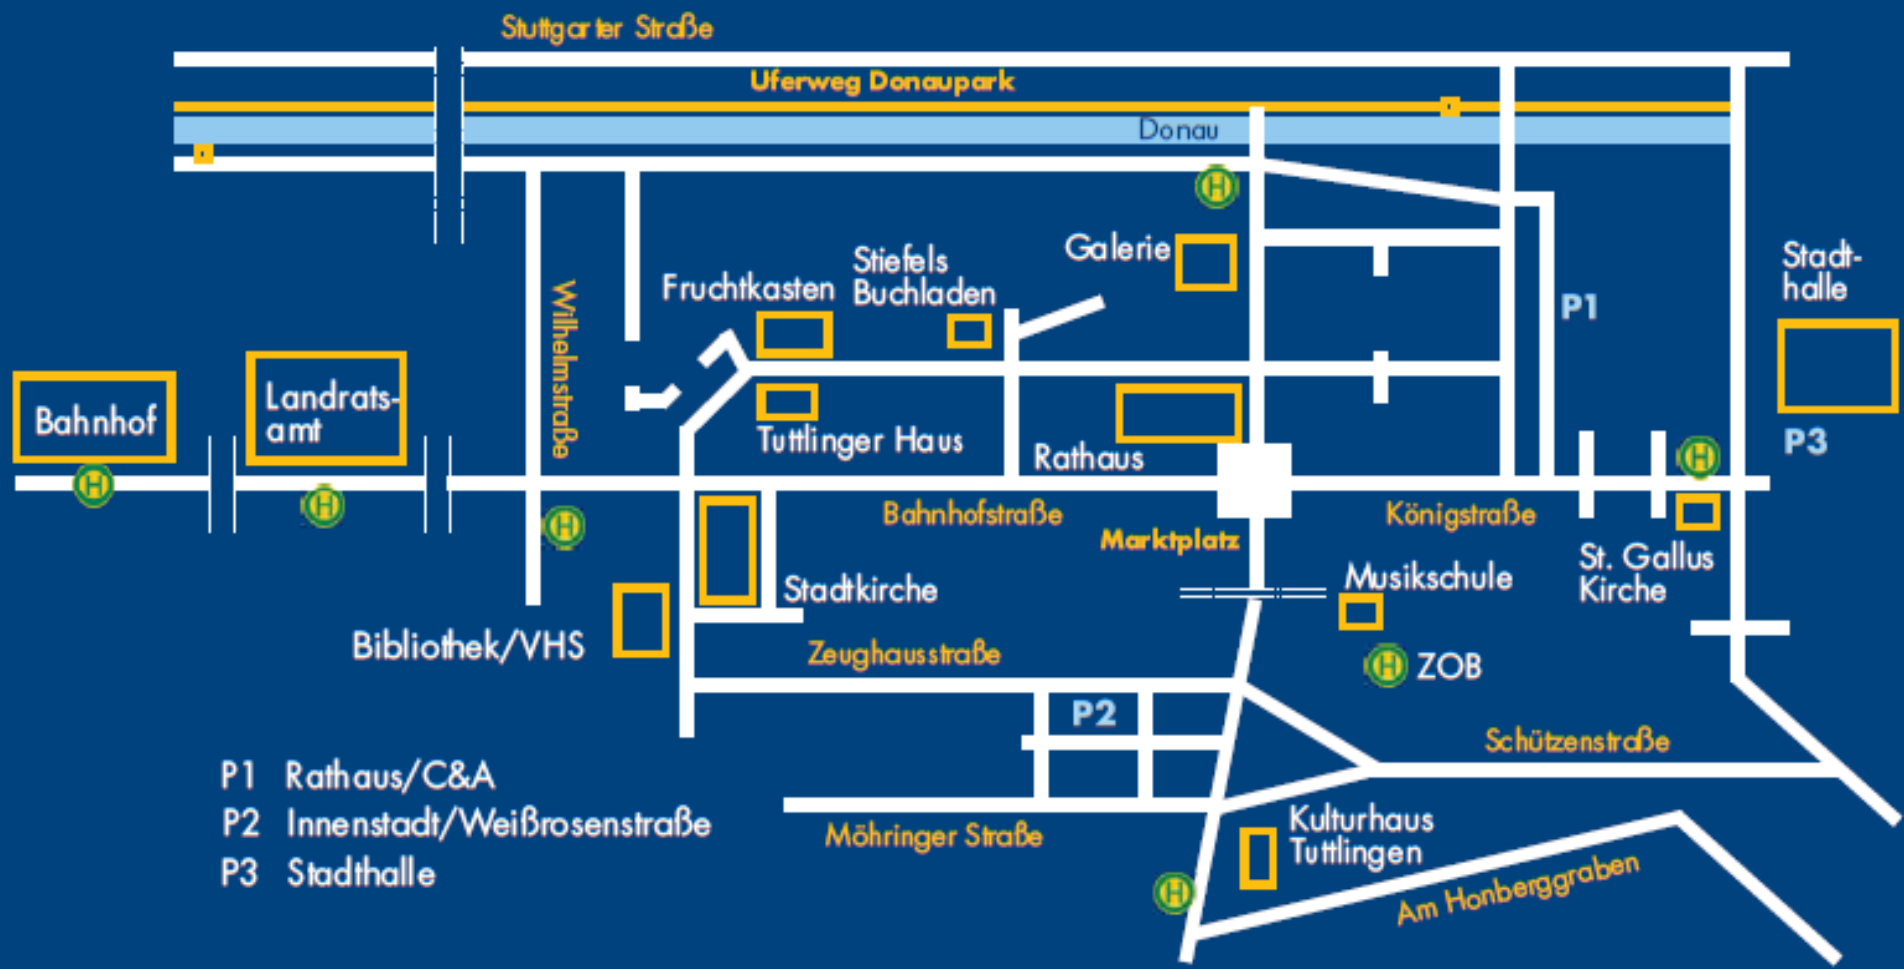 Stuttgarter Straße
Uferweg Donaupark
Donau
H
Galerie
Stiefels
Buchladen
Fruchtkasten
Stadt-
halle
P1
Wilhelmstraße
Landrats-
amt
Bahnhof
Tuttlinger Haus
Rathaus
P3
H
H
H
H
Bahnhofstraße
Königstraße
Marktplatz
St. Gallus
Kirche
Musikschule
Stadtkirche
Bibliothek/VHS
Zeughausstraße
H ZOB
P2
Schützenstraße
P1 Rathaus/C&A
P2 Innenstadt/Weißrosenstraße
P3 Stadthalle
Möhringer Straße
Kulturhaus
Tuttlingen
H
Am Honberggraben